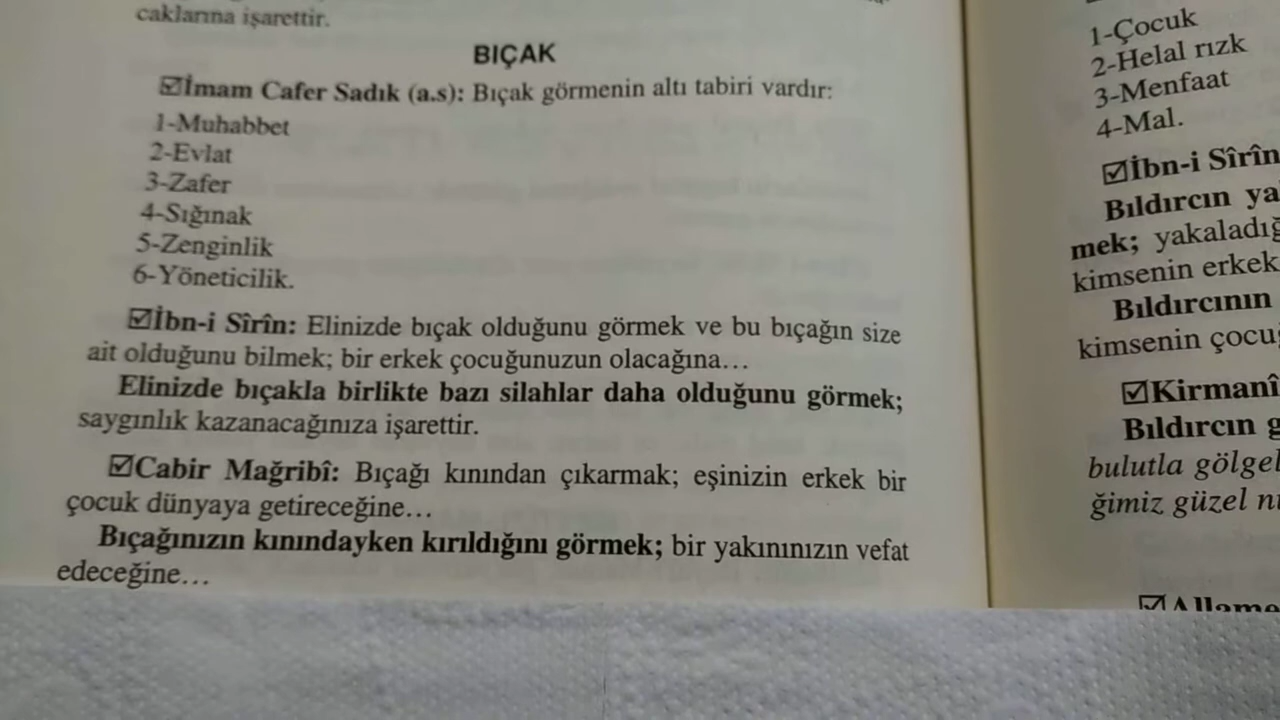 caklarına işarettir.
BIÇAK
☑İmam Cafer Sadık (a.s): Bıçak görmenin altı tabiri vardır:
1-Muhabbet
2-Evlat
3-Zafer
4-Sığınak
5-Zenginlik
6-Yöneticilik.
☑İbn-i Sîrîn: Elinizde bıçak olduğunu görmek ve bu bıçağın size
ait olduğunu bilmek; bir erkek çocuğunuzun olacağına…
Elinizde bıçakla birlikte bazı silahlar daha olduğunu görmek;
saygınlık kazanacağınıza işarettir.
☑Cabir Mağribî: Bıçağı kınından çıkarmak; eşinizin erkek bir
çocuk dünyaya getireceğine…
Bıçağınızın kınındayken kırıldığını görmek; bir yakınınızın vefat
edeceğine…
1-Çocuk
2-Helal rızk
3-Menfaat
4-Mal.
☑İbn-i Sîrîn
Bıldırcın ya
mek; yakaladığ
kimsenin erkek
Bıldırcının
kimsenin çocu
☑Kirmanî
Bıldırcın g
bulutla gölgel
ğimiz güzel ni